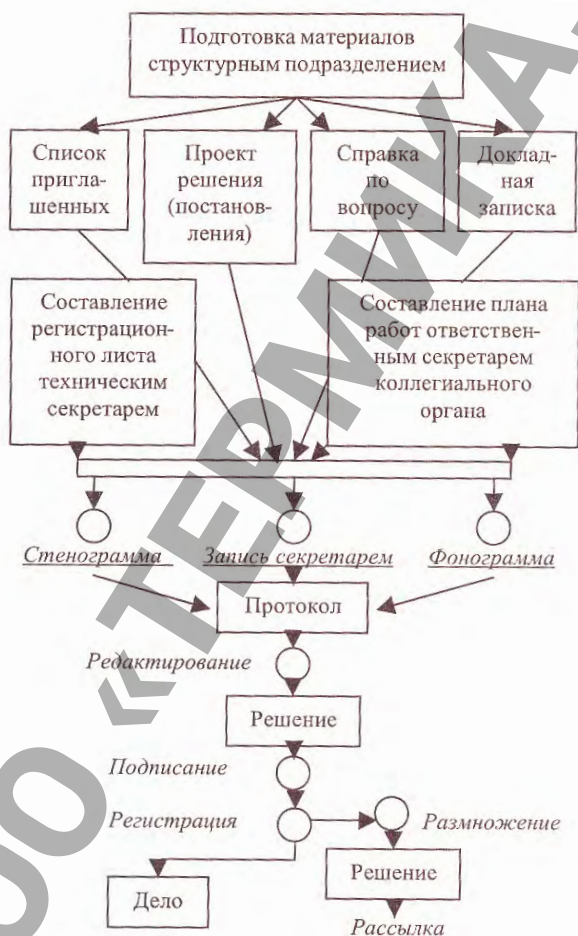 Подготовка материалов
структурным подразделением
Список
пригла-
шенных
Проект
решения
(постанов-
ления)
Справка
по
вопросу
Доклад-
ная
записка
Составление
регистрацион-
ного листа
техническим
секретарем
Составление плана
работ ответствен-
ным секретарем
коллегиального
органа
Стенограмма
Запись секретарем
Фонограмма
Протокол
Редактирование
Решение
Подписание
Регистрация
Размножение
Дело
Решение
Рассылка
ОО «ТЕРМИКА.